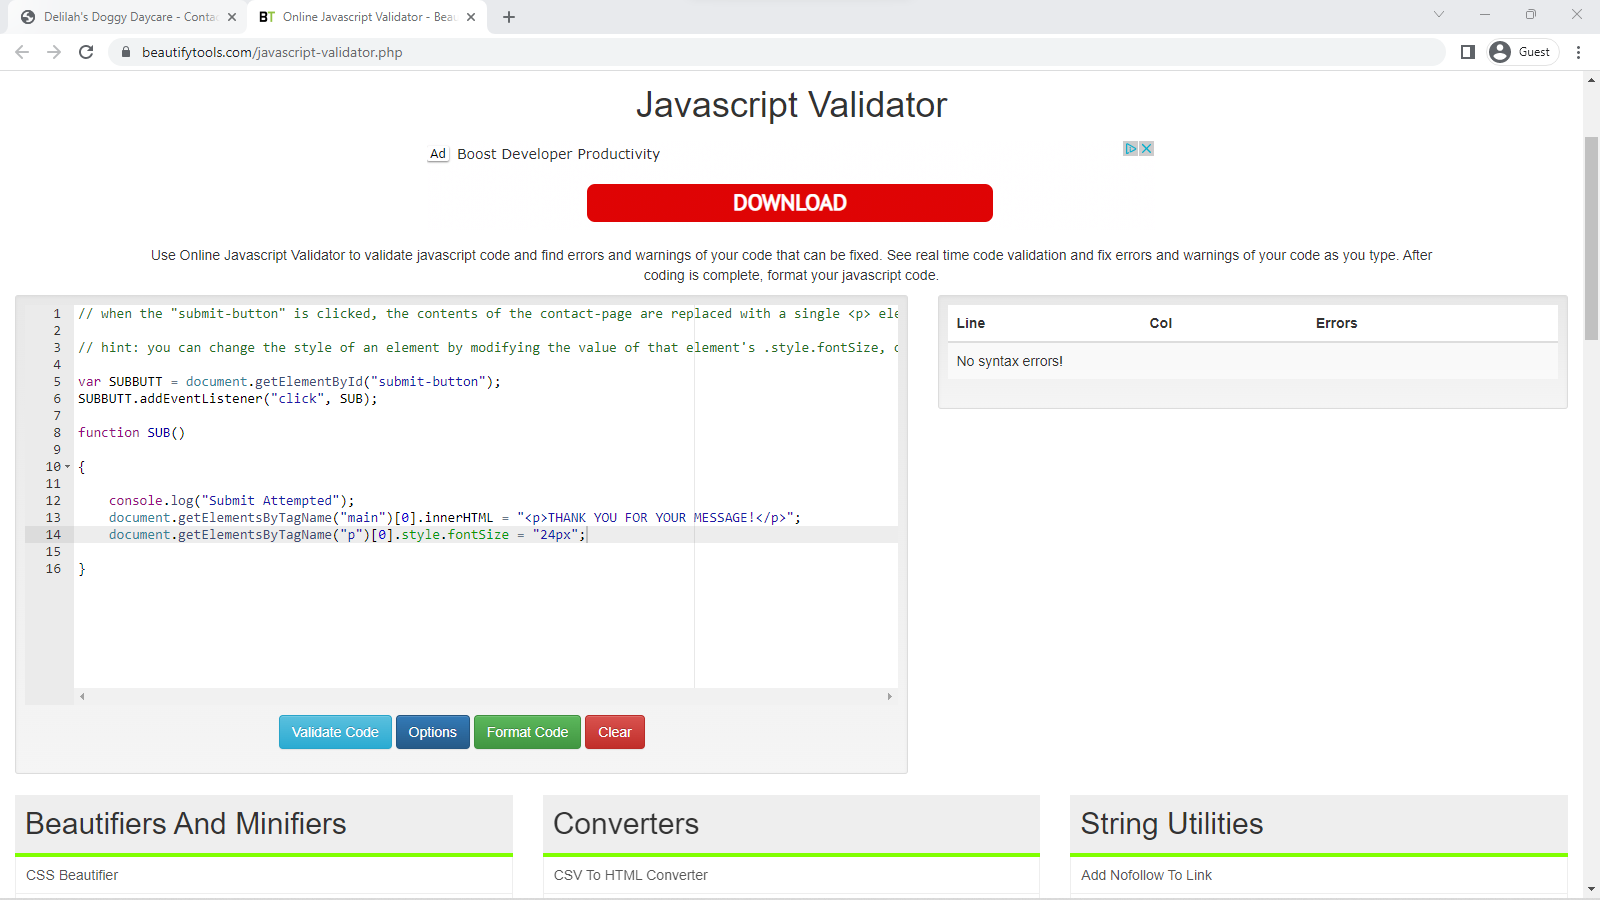 Delilah's Doggy Daycare - Conta
BT Online Javascript Validator - Beau
beautifytools.com/javascript-validator.php
Guest
Javascript Validator
Ad Boost Developer Productivity
DOWNLOAD
Use Online Javascript Validator to validate javascript code and find errors and warnings of your code that can be fixed. See real time code validation and fix errors and warnings of your code as you type. After
coding is complete, format your javascript code.
1 // when the "submit-button" is clicked, the contents of the contact-page are replaced with a single <p> ele
2
3 // hint: you can change the style of an element by modifying the value of that element's .style.fontSize,
4
5 var SUBBUTT = document.getElementById("submit-button");
6 SUBBUTT.addEventListener("click", SUB);
7
8 function SUB()
9
10 {
11
12 console.log("Submit Attempted");
13 document.getElementsByTagName("main")[0].innerHTML = "<p>THANK YOU FOR YOUR MESSAGE!</p>";
14 document.getElementsByTagName("p")[0].style.fontSize = "24px";
15
16 }
Line Col Errors
No syntax errors!
Validate Code Options Format Code Clear
Beautifiers And Minifiers
CSS Beautifier
Converters
CSV To HTML Converter
String Utilities
Add Nofollow To Link